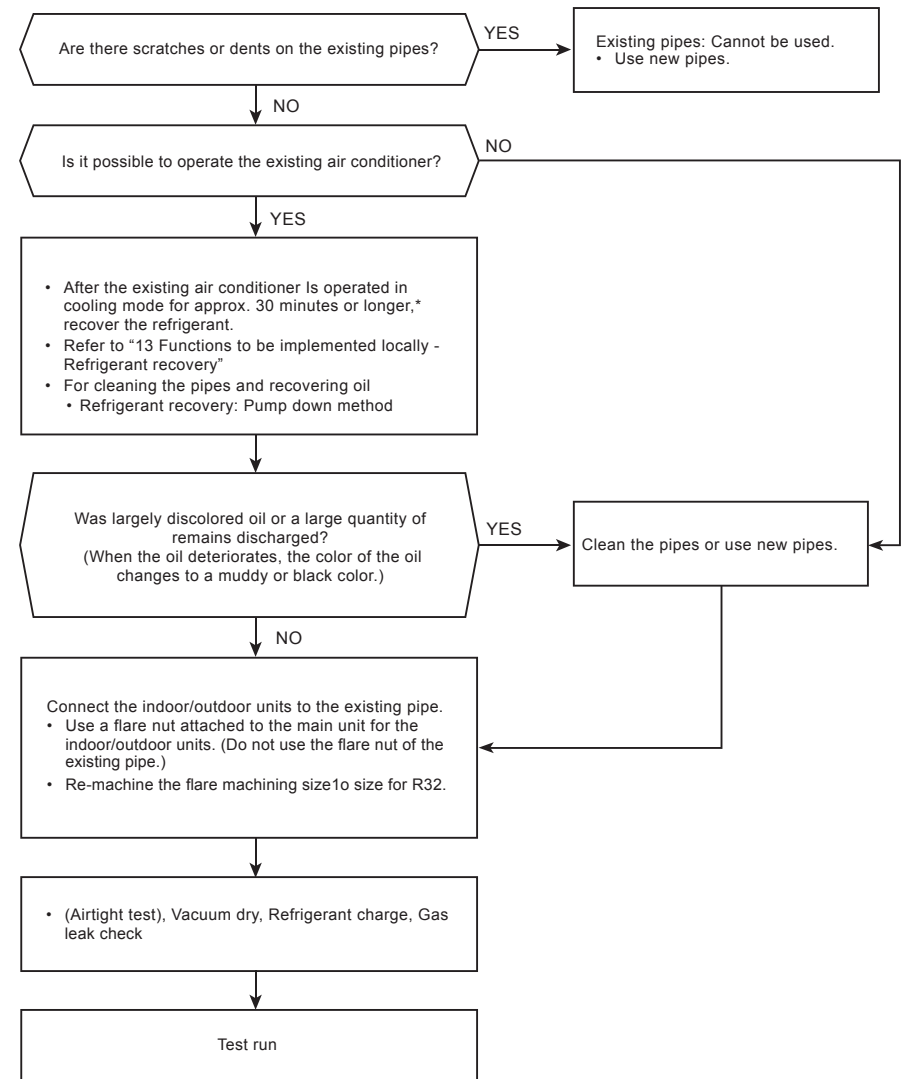 Are there scratches or dents on the existing pipes?
YES
Existing pipes: Cannot be used.
• Use new pipes.
NO
Is it possible to operate the existing air conditioner?
NO
YES
• After the existing air conditioner Is operated in
cooling mode for approx. 30 minutes or longer,*
recover the refrigerant.
• Refer to “13 Functions to be implemented locally -
Refrigerant recovery”
• For cleaning the pipes and recovering oil
• Refrigerant recovery: Pump down method
Was largely discolored oil or a large quantity of
remains discharged?
(When the oil deteriorates, the color of the oil
changes to a muddy or black color.)
YES
Clean the pipes or use new pipes.
NO
Connect the indoor/outdoor units to the existing pipe.
• Use a flare nut attached to the main unit for the
indoor/outdoor units. (Do not use the flare nut of the
existing pipe.)
• Re-machine the flare machining size1o size for R32.
• (Airtight test), Vacuum dry, Refrigerant charge, Gas
leak check
Test run